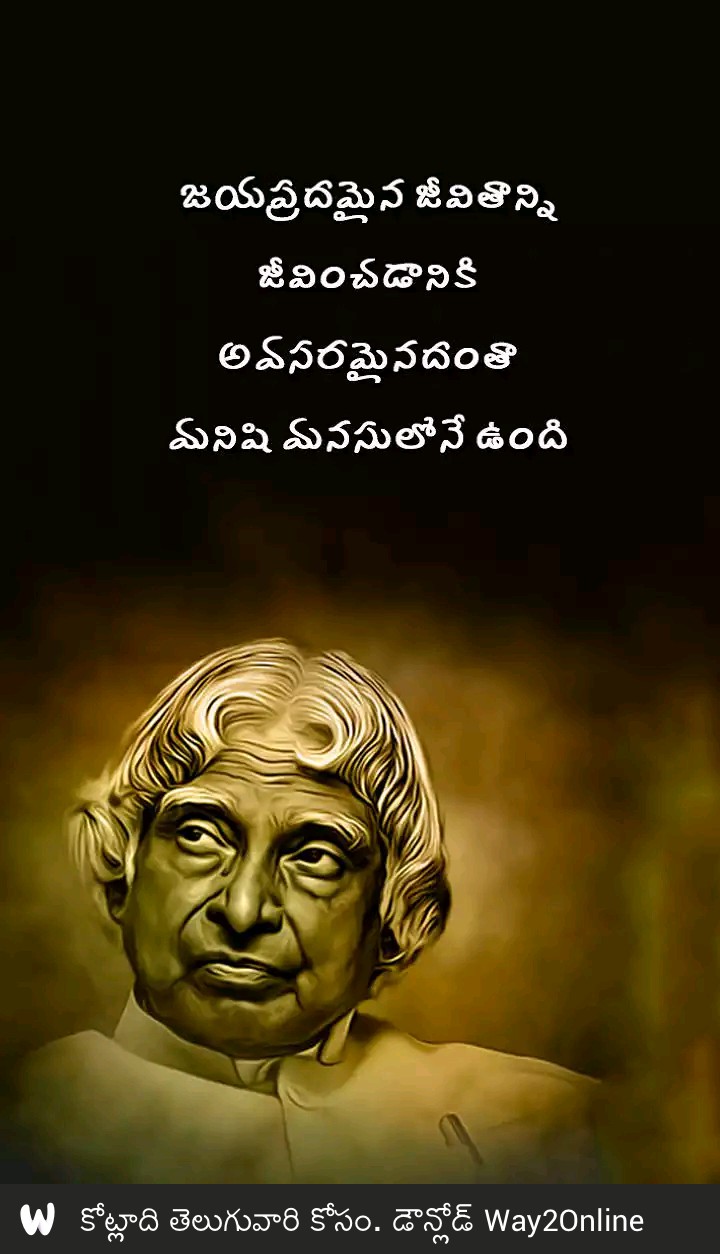 జయప్రదమైన జీవితాన్ని
జీవించడానికి
అవసరమైనదంతా
మనిషి మనసులోనే ఉంది
కోట్లాది తెలుగువారి కోసం. డౌన్లోడ్ Way2Online